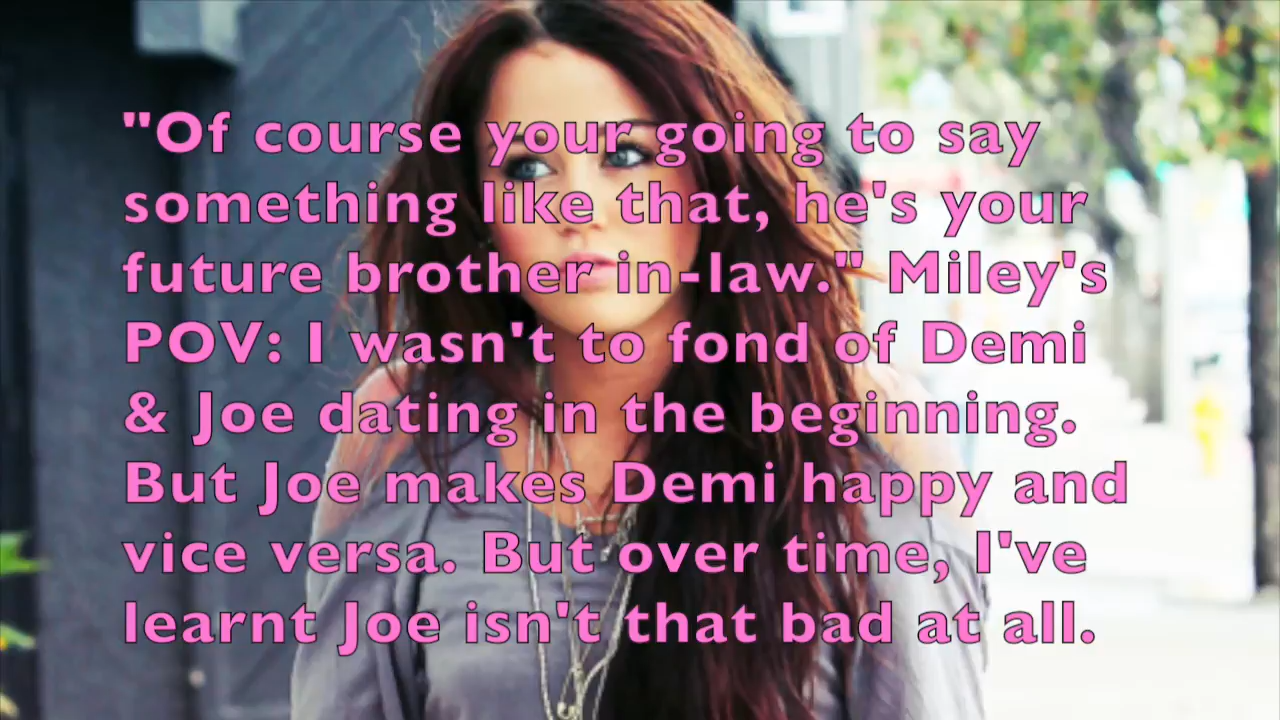 "Of course your going to say
something like that, he's your
future brother in-law." Miley's
POV: I wasn't to fond of Demi
& Joe dating in the beginning.
But Joe makes Demi happy and
vice versa. But over time, I've
learnt Joe isn't that bad at all.